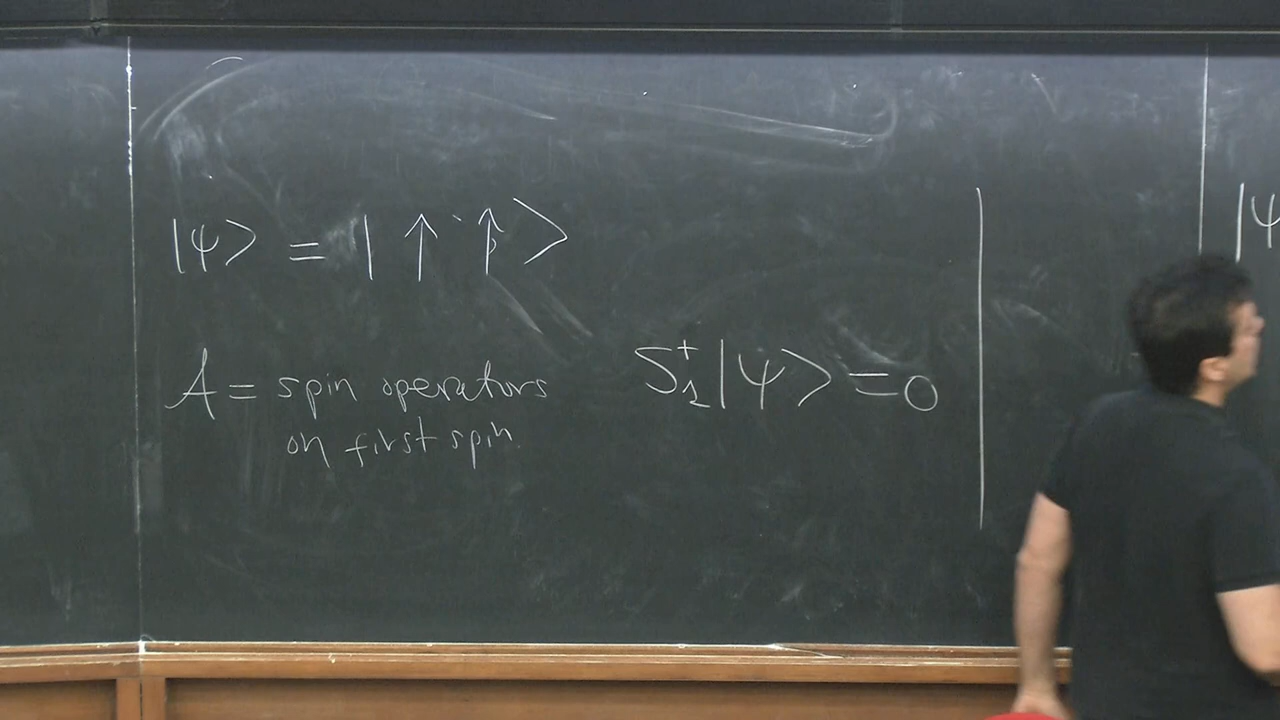 |ψ⟩ = | ↑ ↑ ⟩
A = spin operators
on first spin.
S₁⁺|ψ⟩ = 0
|ψ